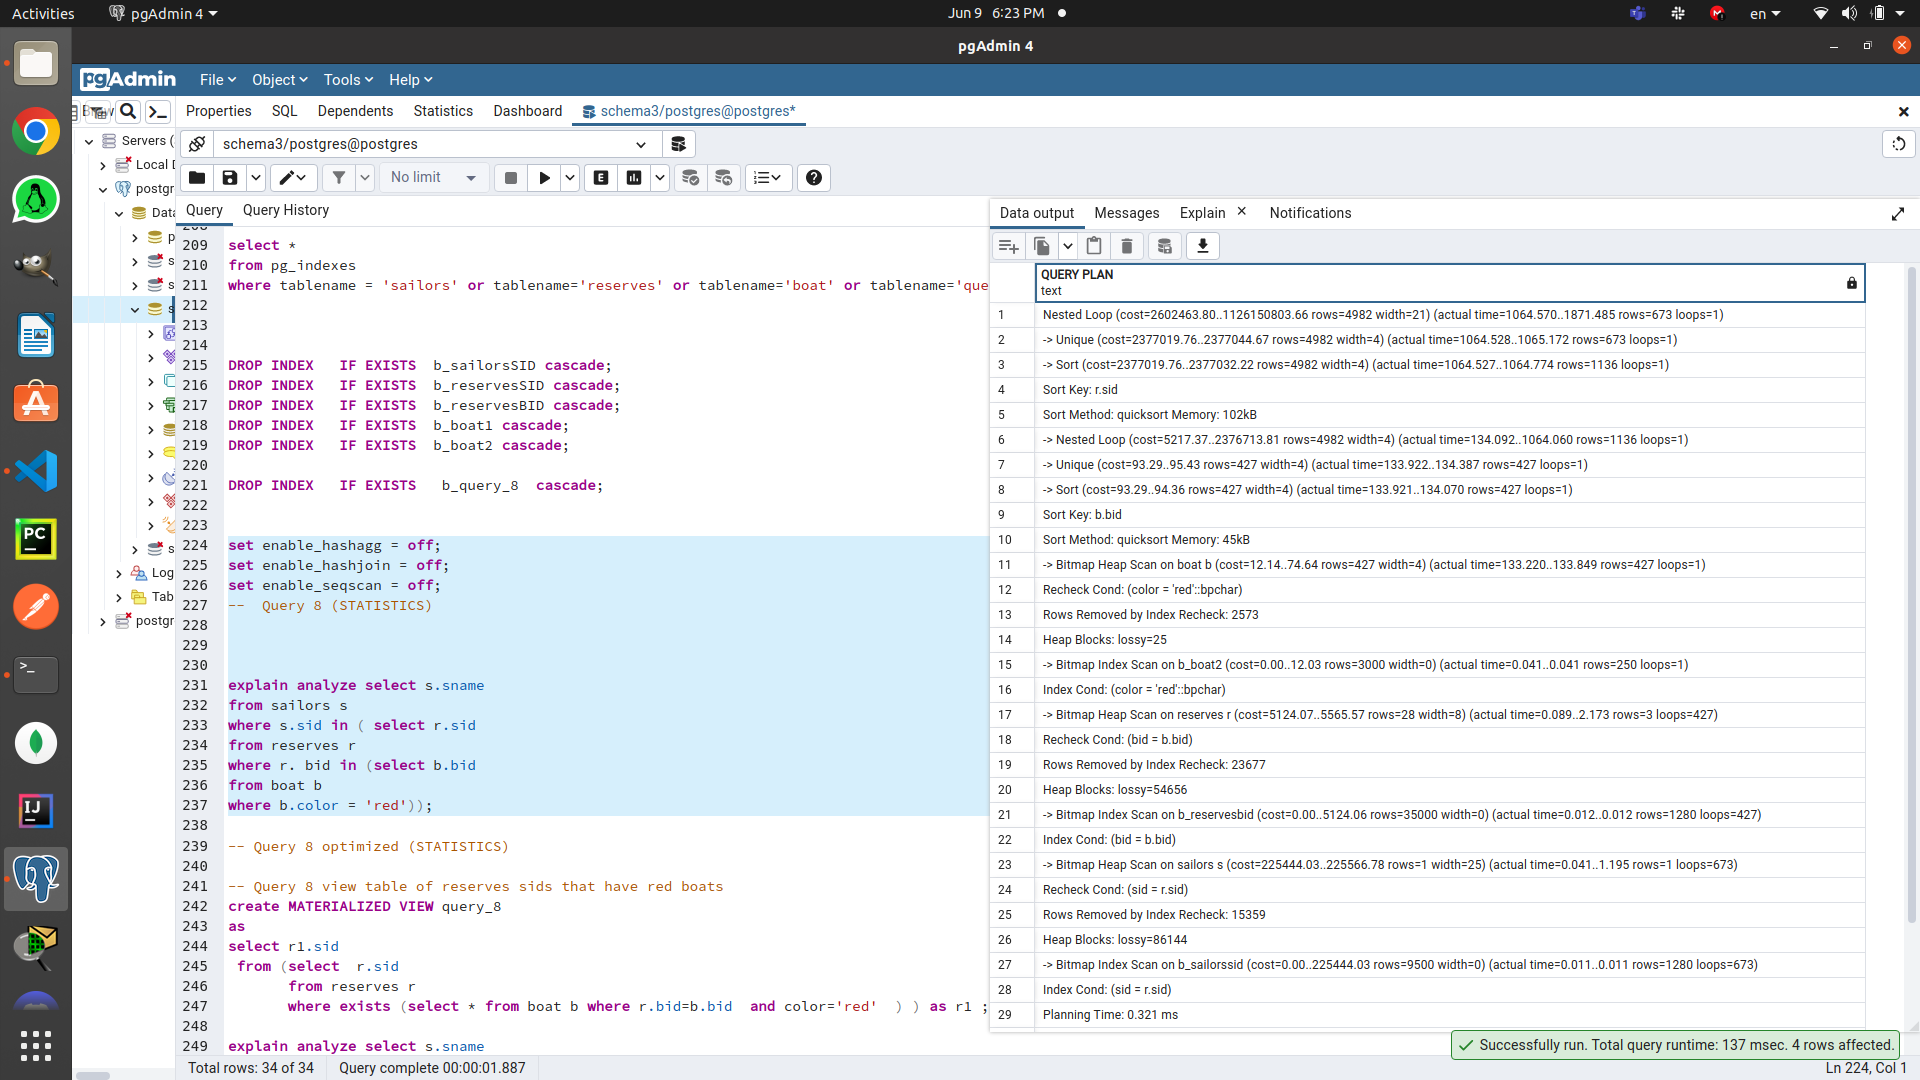 Activities
pgAdmin 4
Jun 9 6:23 PM
en
pgAdmin 4
pgAdmin
File
Object
Tools
Help
Properties
SQL
Dependents
Statistics
Dashboard
schema3/postgres@postgres*
schema3/postgres@postgres
No limit
Servers (
Local D
postgr
Data
p
s
s
s
s
Log
Tab
postgr
Query
Query History
209 select *
210 from pg_indexes
211 where tablename = 'sailors' or tablename='reserves' or tablename='boat' or tablename='que
212
213
214
215 DROP INDEX   IF EXISTS  b_sailorsSID cascade;
216 DROP INDEX   IF EXISTS  b_reservesSID cascade;
217 DROP INDEX   IF EXISTS  b_reservesBID cascade;
218 DROP INDEX   IF EXISTS  b_boat1 cascade;
219 DROP INDEX   IF EXISTS  b_boat2 cascade;
220
221 DROP INDEX   IF EXISTS   b_query_8  cascade;
222
223
224 set enable_hashagg = off;
225 set enable_hashjoin = off;
226 set enable_seqscan = off;
227 --  Query 8 (STATISTICS)
228
229
230
231 explain analyze select s.sname
232 from sailors s
233 where s.sid in ( select r.sid
234 from reserves r
235 where r. bid in (select b.bid
236 from boat b
237 where b.color = 'red'));
238
239 -- Query 8 optimized (STATISTICS)
240
241 -- Query 8 view table of reserves sids that have red boats
242 create MATERIALIZED VIEW query_8
243 as
244 select r1.sid
245  from (select  r.sid
246        from reserves r
247        where exists (select * from boat b where r.bid=b.bid  and color='red'  ) ) as r1 ;
248
249 explain analyze select s.sname
Data output
Messages
Explain
Notifications
QUERY PLAN
text
1 Nested Loop (cost=2602463.80..1126150803.66 rows=4982 width=21) (actual time=1064.570..1871.485 rows=673 loops=1)
2 -> Unique (cost=2377019.76..2377044.67 rows=4982 width=4) (actual time=1064.528..1065.172 rows=673 loops=1)
3 -> Sort (cost=2377019.76..2377032.22 rows=4982 width=4) (actual time=1064.527..1064.774 rows=1136 loops=1)
4 Sort Key: r.sid
5 Sort Method: quicksort Memory: 102kB
6 -> Nested Loop (cost=5217.37..2376713.81 rows=4982 width=4) (actual time=134.092..1064.060 rows=1136 loops=1)
7 -> Unique (cost=93.29..95.43 rows=427 width=4) (actual time=133.922..134.387 rows=427 loops=1)
8 -> Sort (cost=93.29..94.36 rows=427 width=4) (actual time=133.921..134.070 rows=427 loops=1)
9 Sort Key: b.bid
10 Sort Method: quicksort Memory: 45kB
11 -> Bitmap Heap Scan on boat b (cost=12.14..74.64 rows=427 width=4) (actual time=133.220..133.849 rows=427 loops=1)
12 Recheck Cond: (color = 'red'::bpchar)
13 Rows Removed by Index Recheck: 2573
14 Heap Blocks: lossy=25
15 -> Bitmap Index Scan on b_boat2 (cost=0.00..12.03 rows=3000 width=0) (actual time=0.041..0.041 rows=250 loops=1)
16 Index Cond: (color = 'red'::bpchar)
17 -> Bitmap Heap Scan on reserves r (cost=5124.07..5565.57 rows=28 width=8) (actual time=0.089..2.173 rows=3 loops=427)
18 Recheck Cond: (bid = b.bid)
19 Rows Removed by Index Recheck: 23677
20 Heap Blocks: lossy=54656
21 -> Bitmap Index Scan on b_reservesbid (cost=0.00..5124.06 rows=35000 width=0) (actual time=0.012..0.012 rows=1280 loops=427)
22 Index Cond: (bid = b.bid)
23 -> Bitmap Heap Scan on sailors s (cost=225444.03..225566.78 rows=1 width=25) (actual time=0.041..1.195 rows=1 loops=673)
24 Recheck Cond: (sid = r.sid)
25 Rows Removed by Index Recheck: 15359
26 Heap Blocks: lossy=86144
27 -> Bitmap Index Scan on b_sailorssid (cost=0.00..225444.03 rows=9500 width=0) (actual time=0.011..0.011 rows=1280 loops=673)
28 Index Cond: (sid = r.sid)
29 Planning Time: 0.321 ms
Successfully run. Total query runtime: 137 msec. 4 rows affected.
Total rows: 34 of 34
Query complete 00:00:01.887
Ln 224, Col 1